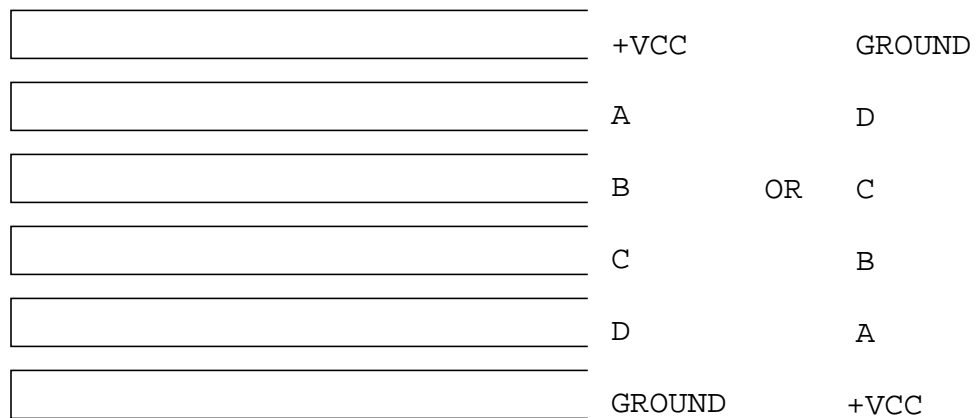 +VCC GROUND
A D
B OR C
C B
D A
GROUND +VCC